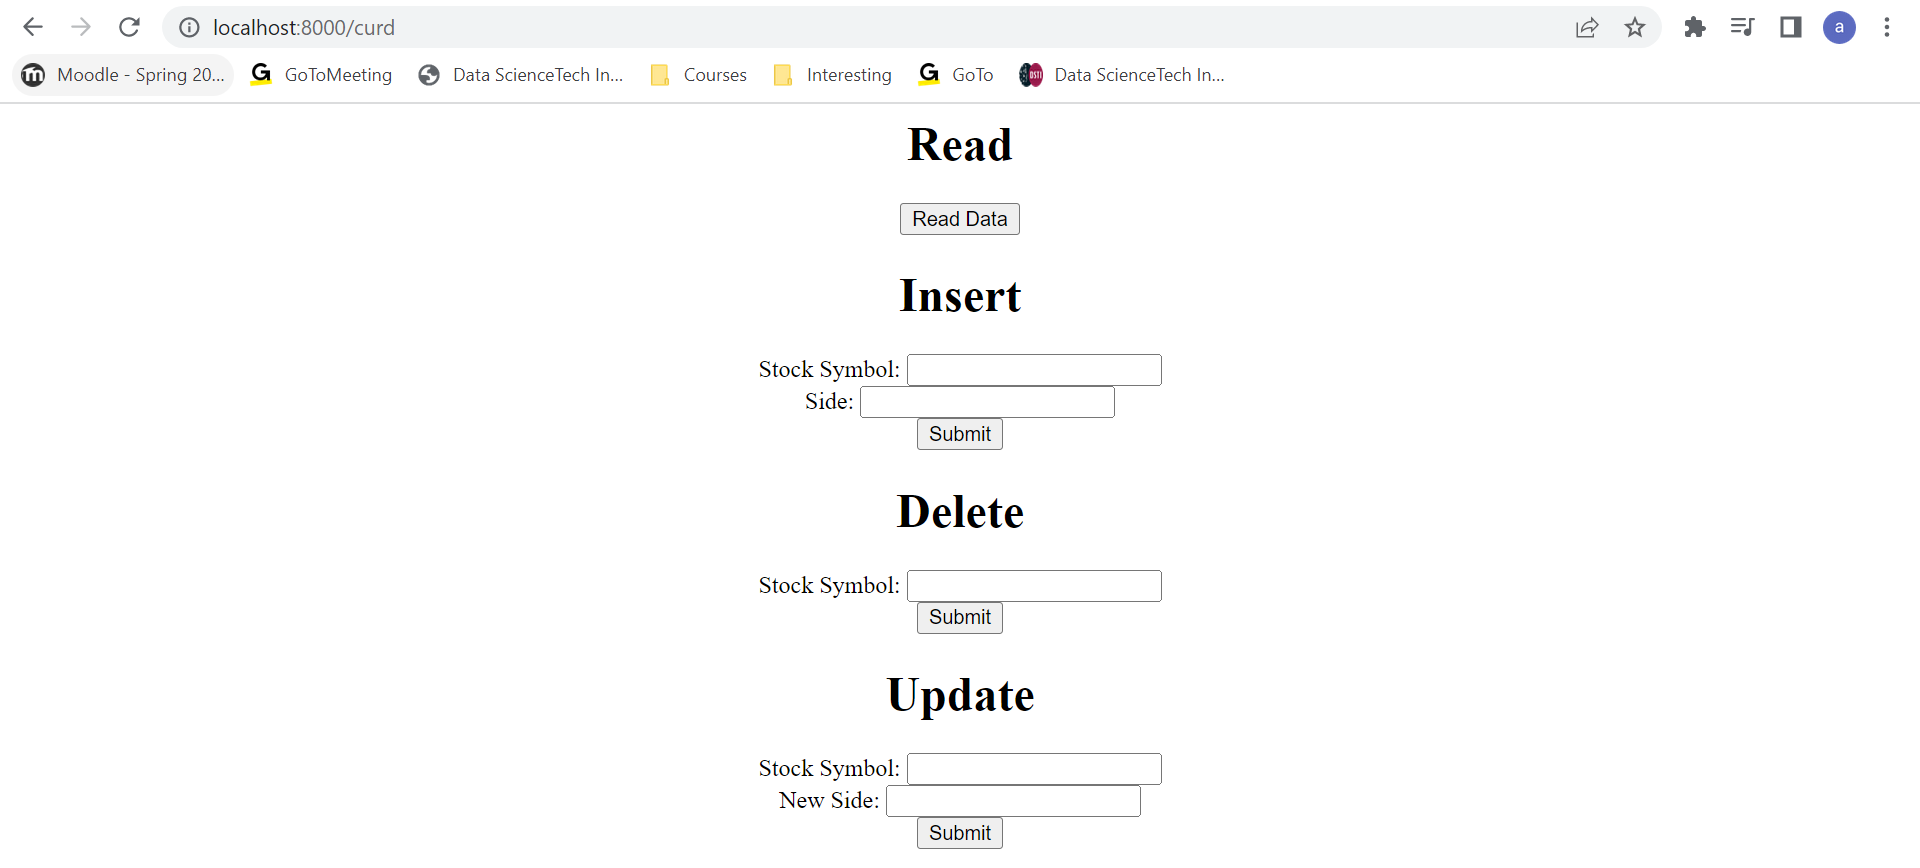 localhost:8000/curd
a
Moodle - Spring 20... GoToMeeting Data ScienceTech In... Courses Interesting GoTo Data ScienceTech In...
Read
Read Data
Insert
Stock Symbol:
Side:
Submit
Delete
Stock Symbol:
Submit
Update
Stock Symbol:
New Side:
Submit